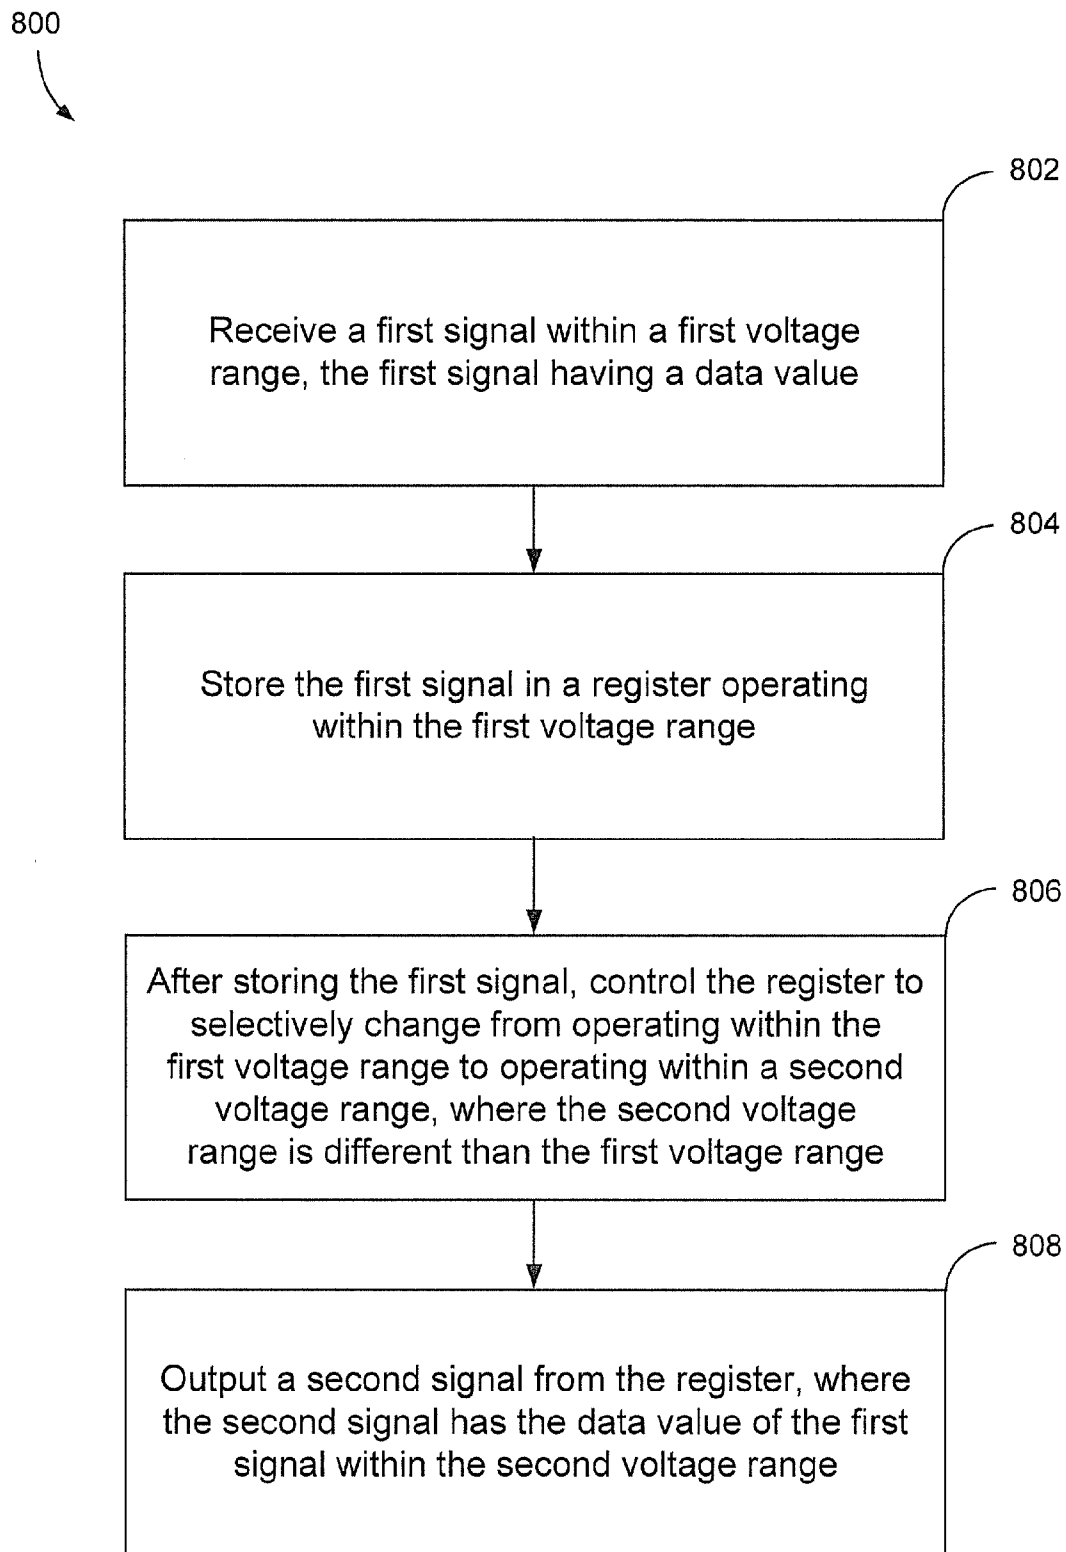 800
802
Receive a first signal within a first voltage
range, the first signal having a data value
804
Store the first signal in a register operating
within the first voltage range
806
After storing the first signal, control the register to
selectively change from operating within the
first voltage range to operating within a second
voltage range, where the second voltage
range is different than the first voltage range
808
Output a second signal from the register, where
the second signal has the data value of the first
signal within the second voltage range